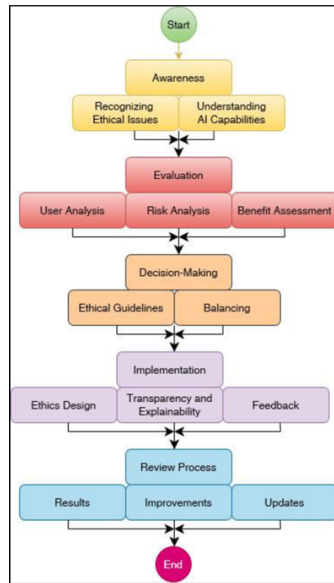 Start
Awareness
Recognizing
Ethical Issues
Understanding
AI Capabilities
Evaluation
User Analysis
Risk Analysis
Benefit Assessment
Decision-Making
Ethical Guidelines
Balancing
Implementation
Ethics Design
Transparency and
Explainability
Feedback
Review Process
Results
Improvements
Updates
End